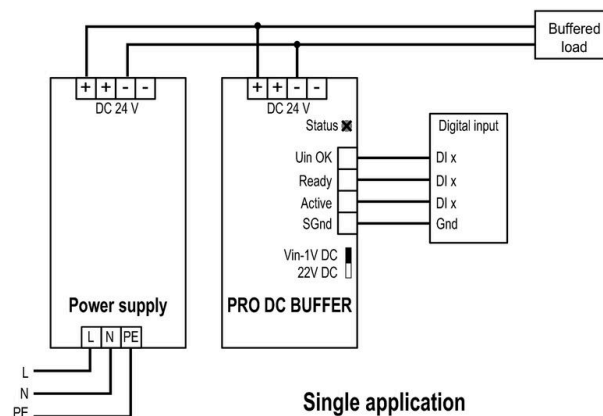 Buffered
load
+ + - -
DC 24 V
+ + - -
DC 24 V
Status
Digital input
Uin OK
DI x
Ready
DI x
Active
DI x
SGnd
Gnd
Vin-1V DC
22V DC
Power supply
PRO DC BUFFER
L N PE
L
N
PE
Single application